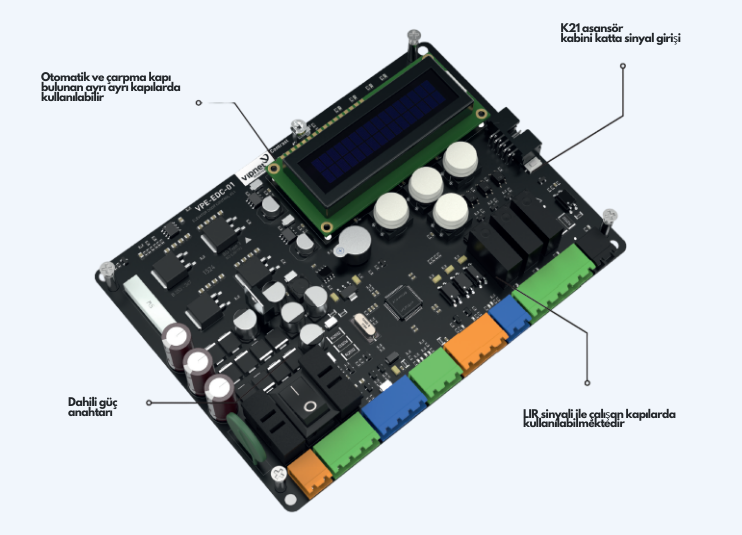 K21 asansör
kabini katta sinyal girişi
Otomatik ve çarpma kapı
bulunan ayrı ayrı kapılarda
kullanılabilir
VPE-EDC-01
Dahili güç
anahtarı
LIR sinyali ile çalışan kapılarda
kullanılabilmektedir